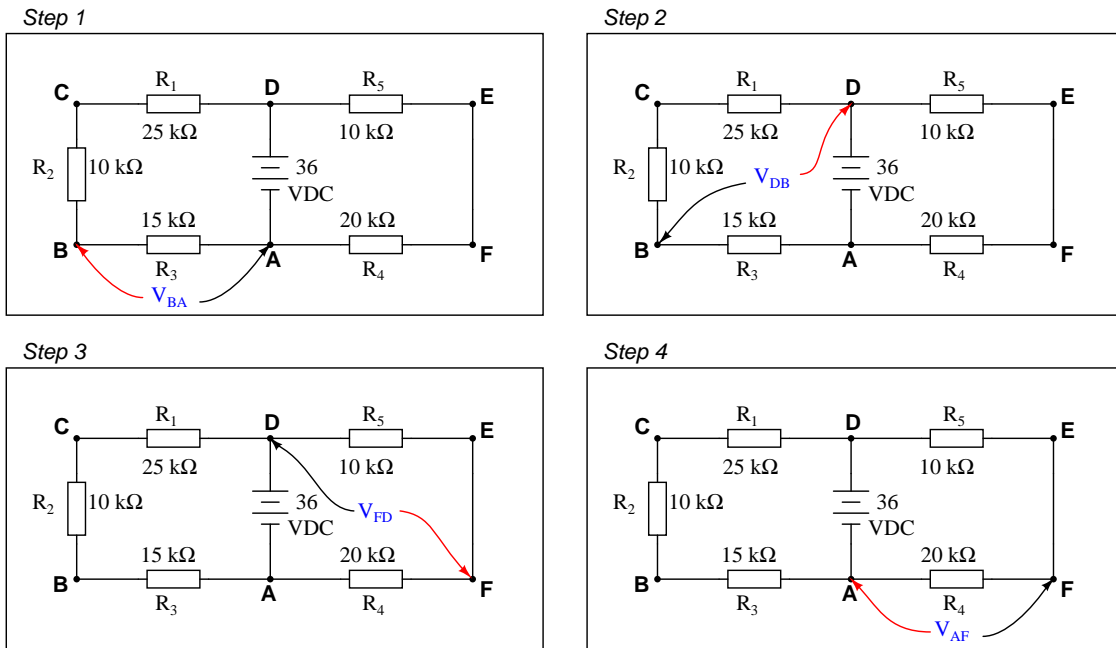 Step 1
C R₁ D R₅ E
25 kΩ 10 kΩ
R₂ 10 kΩ 36
VDC
15 kΩ 20 kΩ
B R₃ A R₄ F
V_BA
Step 2
C R₁ D R₅ E
25 kΩ 10 kΩ
R₂ 10 kΩ V_DB 36
VDC
15 kΩ 20 kΩ
B R₃ A R₄ F
Step 3
C R₁ D R₅ E
25 kΩ 10 kΩ
R₂ 10 kΩ 36 V_FD
VDC
15 kΩ 20 kΩ
B R₃ A R₄ F
Step 4
C R₁ D R₅ E
25 kΩ 10 kΩ
R₂ 10 kΩ 36
VDC
15 kΩ 20 kΩ
B R₃ A R₄ F
V_AF